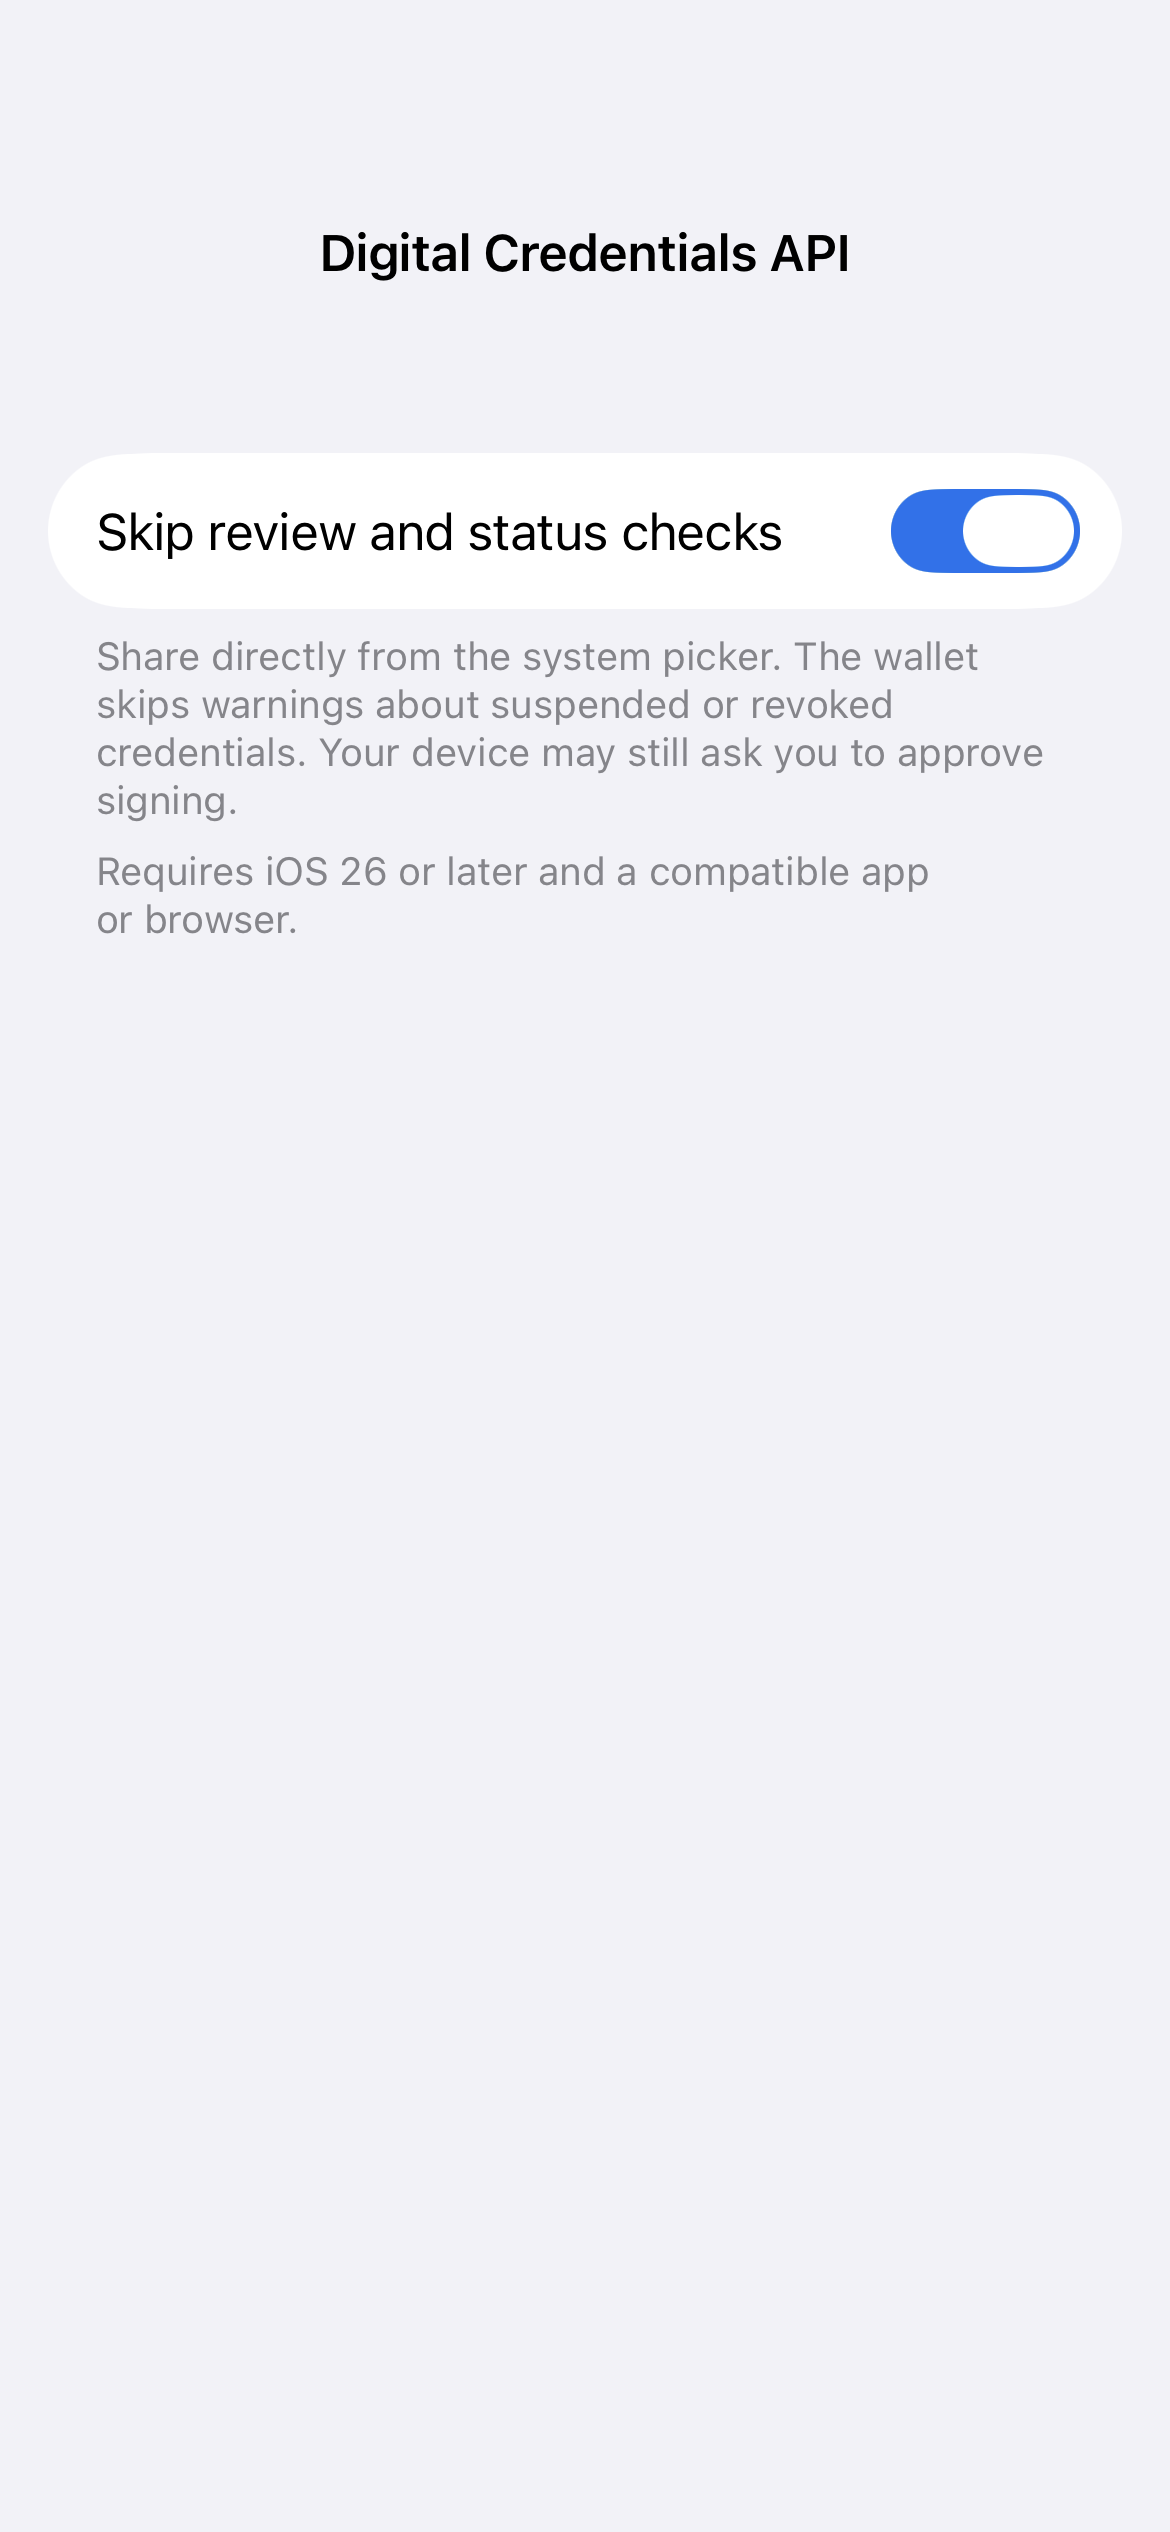 Digital Credentials API
Skip review and status checks
Share directly from the system picker. The wallet
skips warnings about suspended or revoked
credentials. Your device may still ask you to approve
signing.
Requires iOS 26 or later and a compatible app
or browser.